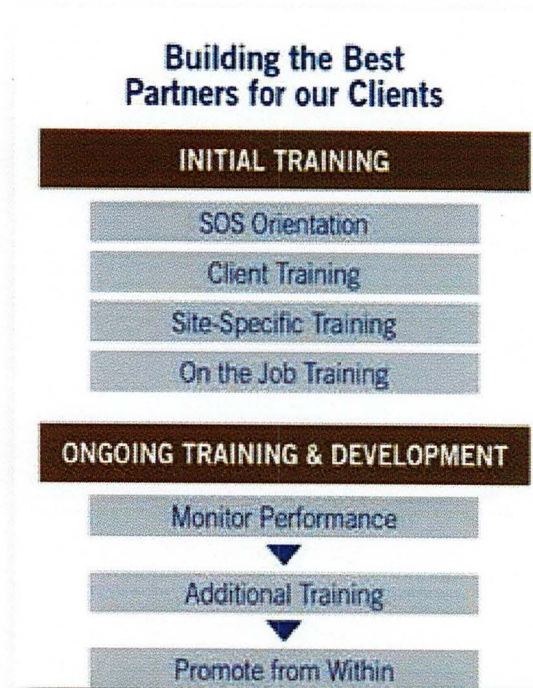 Building the Best
Partners for our Clients
INITIAL TRAINING
SOS Orientation
Client Training
Site-Specific Training
On the Job Training
ONGOING TRAINING & DEVELOPMENT
Monitor Performance
Additional Training
Promote from Within